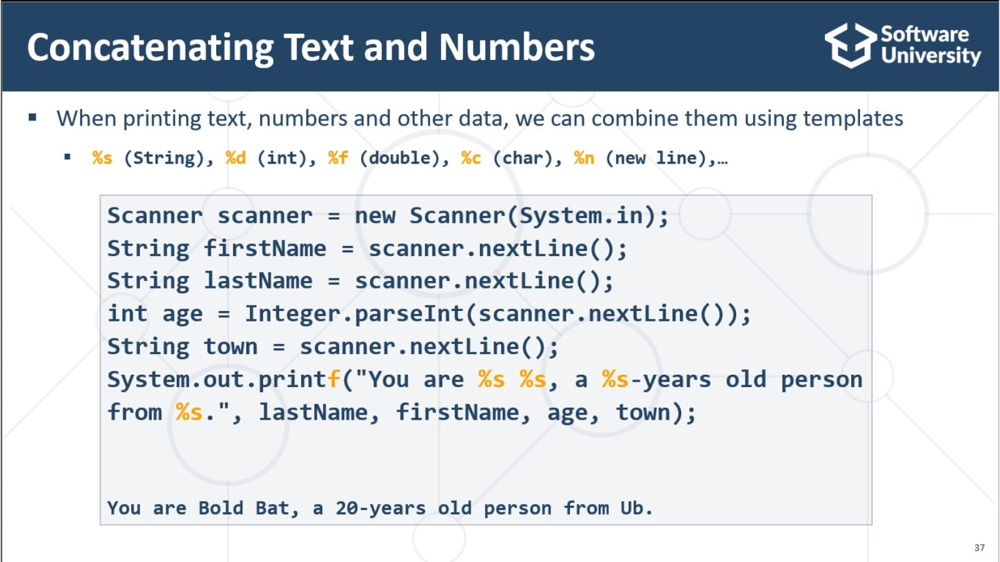 Concatenating Text and Numbers
Software
University
▪ When printing text, numbers and other data, we can combine them using templates
▪ %s (String), %d (int), %f (double), %c (char), %n (new line),…
Scanner scanner = new Scanner(System.in);
String firstName = scanner.nextLine();
String lastName = scanner.nextLine();
int age = Integer.parseInt(scanner.nextLine());
String town = scanner.nextLine();
System.out.printf("You are %s %s, a %s-years old person
from %s.", lastName, firstName, age, town);
You are Bold Bat, a 20-years old person from Ub.
37